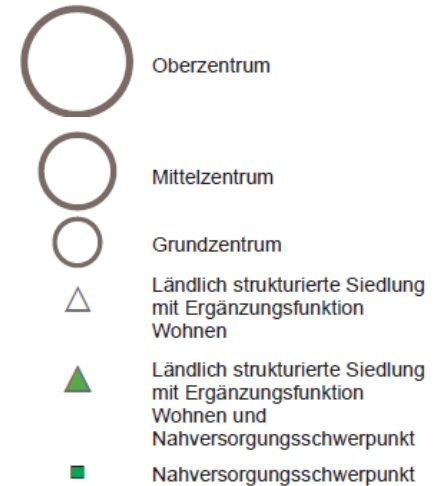 Oberzentrum
Mittelzentrum
Grundzentrum
Ländlich strukturierte Siedlung
mit Ergänzungsfunktion
Wohnen
Ländlich strukturierte Siedlung
mit Ergänzungsfunktion
Wohnen und
Nahversorgungsschwerpunkt
Nahversorgungsschwerpunkt